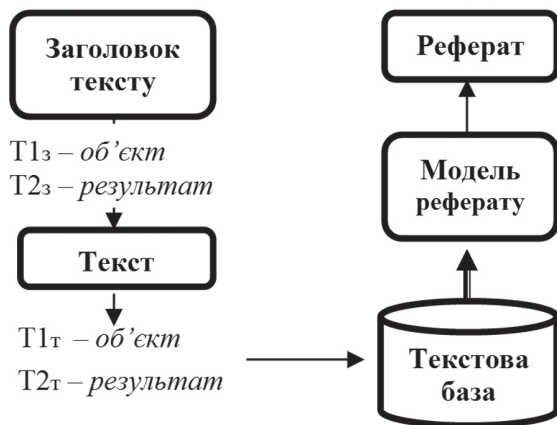 Заголовок
тексту
Т1з – об’єкт
Т2з – результат
Текст
Т1т – об’єкт
Т2т – результат
Текстова
база
Модель
реферату
Реферат